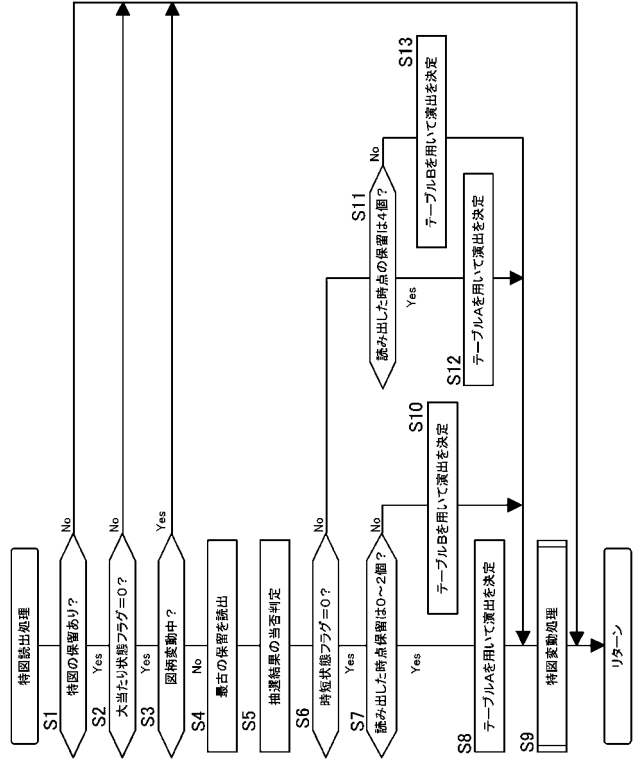 特図読出処理
S1
特図の保留あり？
No
Yes
S2
大当たり状態フラグ=0？
No
Yes
S3
図柄変動中？
Yes
No
S4
最古の保留を読出
S5
抽選結果の当否判定
S6
時短状態フラグ=0？
No
Yes
S7
読み出した時点保留は0～2個？
No
Yes
S8
テーブルAを用いて演出を決定
S10
テーブルBを用いて演出を決定
S11
読み出した時点の保留は4個？
No
Yes
S12
テーブルAを用いて演出を決定
S13
テーブルBを用いて演出を決定
S9
特図変動処理
リターン